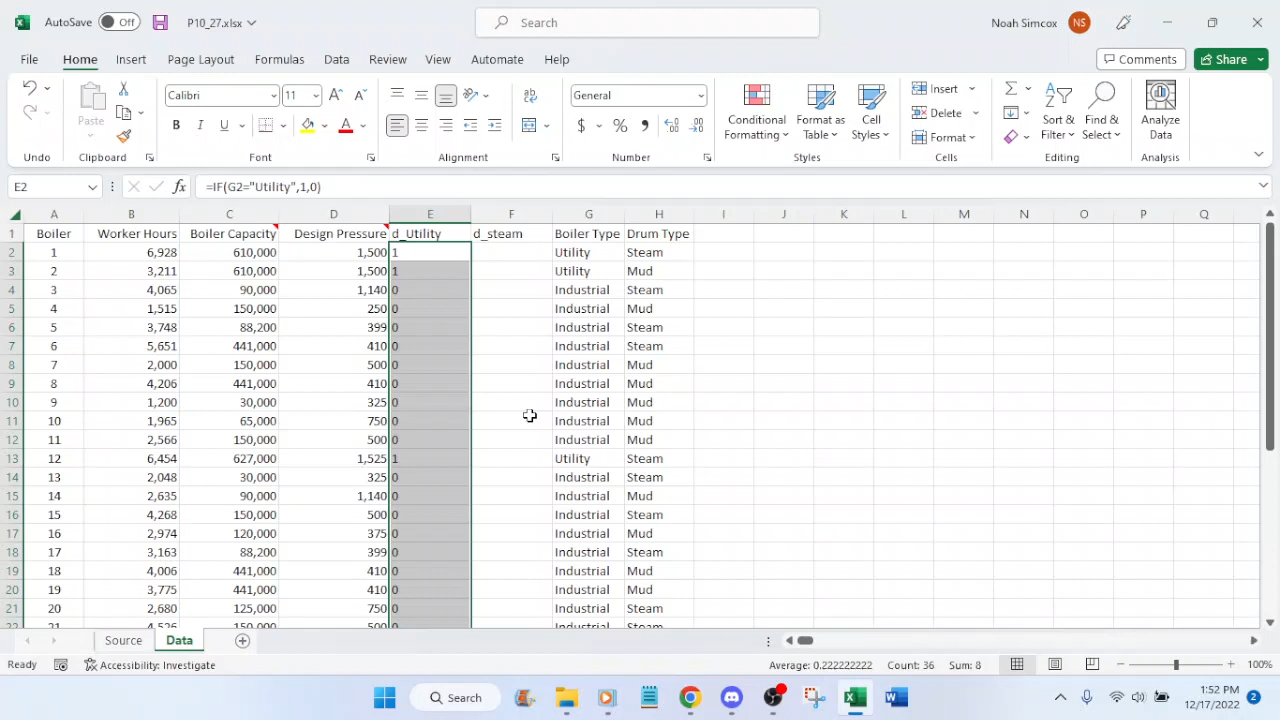 AutoSave Off P10_27.xlsx Search Noah Simcox NS
File Home Insert Page Layout Formulas Data Review View Automate Help Comments Share
Paste Calibri 11 General Conditional Formatting Format as Table Cell Styles Insert Delete Format Sort & Filter Find & Select Analyze Data
Undo Clipboard Font Alignment Number Styles Cells Editing Analysis
E2 =IF(G2="Utility",1,0)
A B C D E F G H I J K L M N O P Q
1 Boiler Worker Hours Boiler Capacity Design Pressure d_Utility d_steam Boiler Type Drum Type
2 1 6,928 610,000 1,500 1 Utility Steam
3 2 3,211 610,000 1,500 1 Utility Mud
4 3 4,065 90,000 1,140 0 Industrial Steam
5 4 1,515 150,000 250 0 Industrial Mud
6 5 3,748 88,200 399 0 Industrial Steam
7 6 5,651 441,000 410 0 Industrial Steam
8 7 2,000 150,000 500 0 Industrial Mud
9 8 4,206 441,000 410 0 Industrial Mud
10 9 1,200 30,000 325 0 Industrial Mud
11 10 1,965 65,000 750 0 Industrial Mud
12 11 2,566 150,000 500 0 Industrial Mud
13 12 6,454 627,000 1,525 1 Utility Steam
14 13 2,048 30,000 325 0 Industrial Steam
15 14 2,635 90,000 1,140 0 Industrial Mud
16 15 4,268 150,000 500 0 Industrial Steam
17 16 2,974 120,000 375 0 Industrial Mud
18 17 3,163 88,200 399 0 Industrial Steam
19 18 4,006 441,000 410 0 Industrial Mud
20 19 3,775 441,000 410 0 Industrial Mud
21 20 2,680 125,000 750 0 Industrial Steam
22 21 4,526 150,000 500 0 Industrial Steam
Source Data
Ready Accessibility: Investigate Average: 0.222222222 Count: 36 Sum: 8 100%
Search 1:52 PM
12/17/2022 2